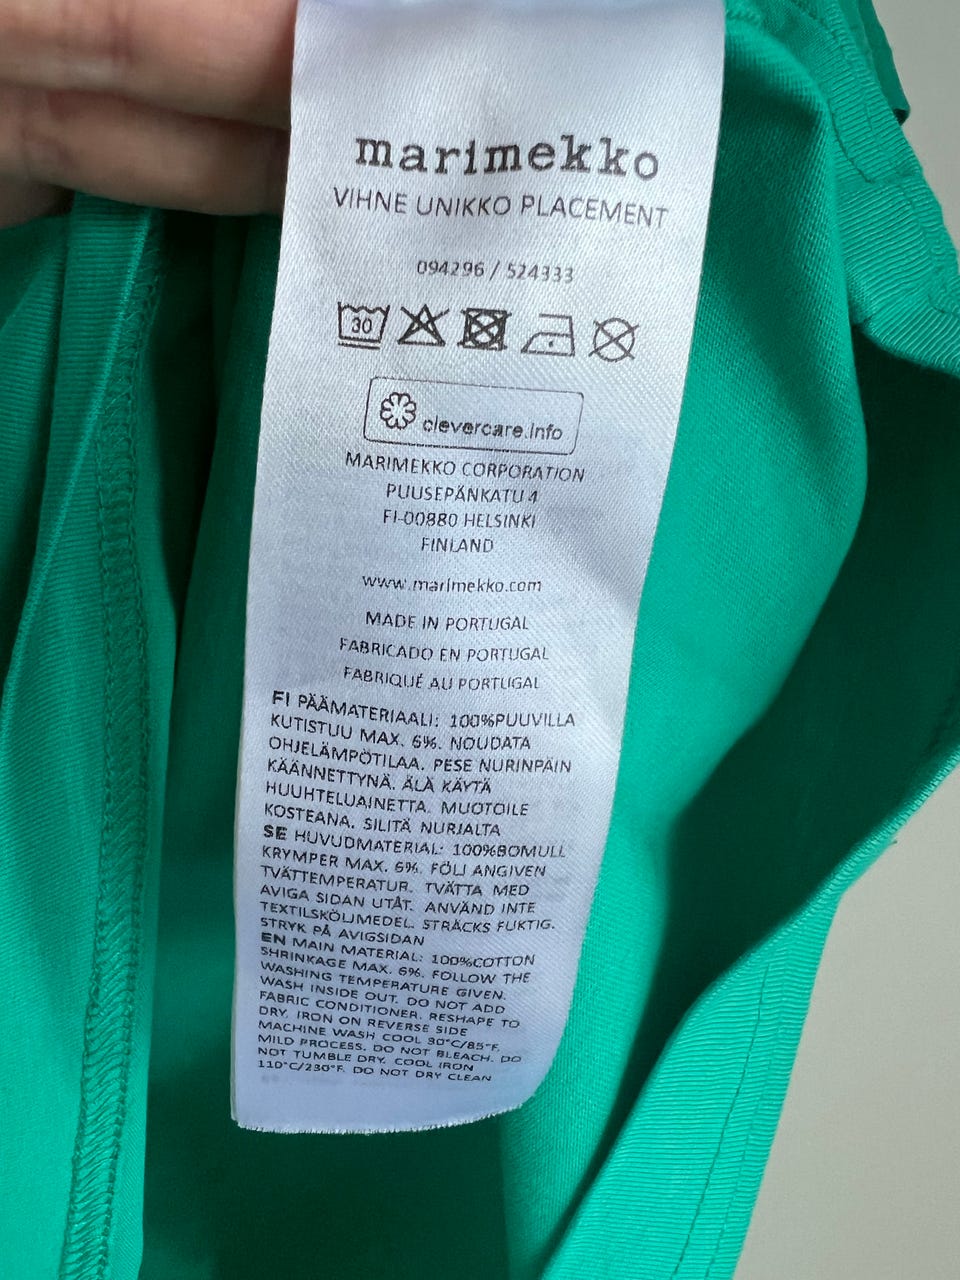 marimekko
VIHNE UNIKKO PLACEMENT
094296 / 524333
30
clevercare.info
MARIMEKKO CORPORATION
PUUSEPÄNKATU 4
FI-00880 HELSINKI
FINLAND
www.marimekko.com
MADE IN PORTUGAL
FABRICADO EN PORTUGAL
FABRIQUÉ AU PORTUGAL
FI PÄÄMATERIAALI: 100%PUUVILLA
KUTISTUU MAX. 6%. NOUDATA
OHJELÄMPÖTILAA. PESE NURINPÄIN
KÄÄNNETTYNÄ. ÄLÄ KÄYTÄ
HUUHTELUAINETTA. MUOTOILE
KOSTEANA. SILITÄ NURJALTA
SE HUVUDMATERIAL: 100%BOMULL
KRYMPER MAX. 6%. FÖLJ ANGIVEN
TVÄTTEMPERATUR. TVÄTTA MED
AVIGA SIDAN UTÅT. ANVÄND INTE
TEXTILSKÖLJMEDEL. STRÄCKS FUKTIG.
STRYK PÅ AVIGSIDAN
EN MAIN MATERIAL: 100%COTTON
SHRINKAGE MAX. 6%. FOLLOW THE
WASHING TEMPERATURE GIVEN.
WASH INSIDE OUT. DO NOT ADD
FABRIC CONDITIONER. RESHAPE TO
DRY. IRON ON REVERSE SIDE
MACHINE WASH COOL 30°C/85°F.
MILD PROCESS. DO NOT BLEACH. DO
NOT TUMBLE DRY. COOL IRON
110°C/230°F. DO NOT DRY CLEAN